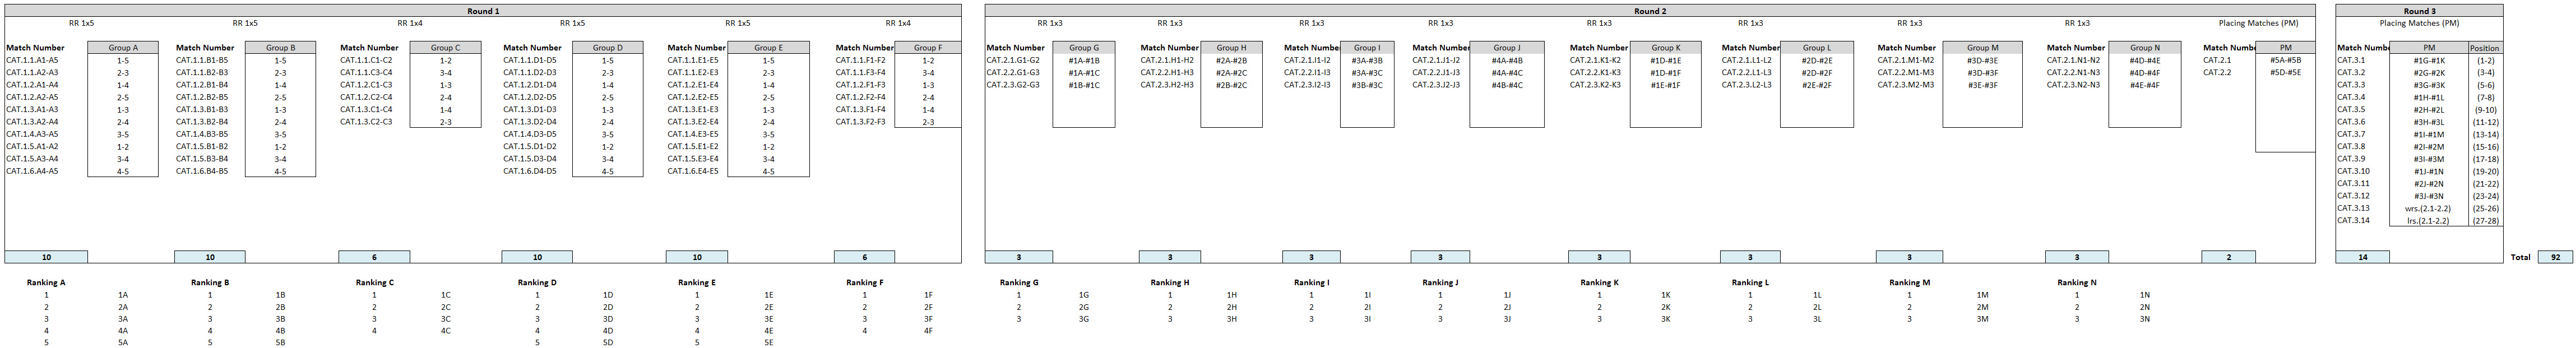 Round 1 Round 2 Round 3
RR 1x5 RR 1x5 RR 1x4 RR 1x5 RR 1x5 RR 1x4 RR 1x3 RR 1x3 RR 1x3 RR 1x3 RR 1x3 RR 1x3 RR 1x3 RR 1x3 Placing Matches (PM) Placing Matches (PM)
Match Number Group A Match Number Group B Match Number Group C Match Number Group D Match Number Group E Match Number Group F Match Number Group G Match Number Group H Match Number Group I Match Number Group J Match Number Group K Match Number Group L Match Number Group M Match Number Group N Match Numb PM Match Numb PM Position
CAT.1.1.A1-A5 1-5 CAT.1.1.B1-B5 1-5 CAT.1.1.C1-C2 1-2 CAT.1.1.D1-D5 1-5 CAT.1.1.E1-E5 1-5 CAT.1.1.F1-F2 1-2 CAT.2.1.G1-G2 #1A-#1B CAT.2.1.H1-H2 #2A-#2B CAT.2.1.I1-I2 #3A-#3B CAT.2.1.J1-J2 #4A-#4B CAT.2.1.K1-K2 #1D-#1E CAT.2.1.L1-L2 #2D-#2E CAT.2.1.M1-M2 #3D-#3E CAT.2.1.N1-N2 #4D-#4E CAT.2.1 #5A-#5B CAT.3.1 #1G-#1K (1-2)
CAT.1.1.A2-A3 2-3 CAT.1.1.B2-B3 2-3 CAT.1.1.C3-C4 3-4 CAT.1.1.D2-D3 2-3 CAT.1.1.E2-E3 2-3 CAT.1.1.F3-F4 3-4 CAT.2.2.G1-G3 #1A-#1C CAT.2.2.H1-H3 #2A-#2C CAT.2.2.I1-I3 #3A-#3C CAT.2.2.J1-J3 #4A-#4C CAT.2.2.K1-K3 #1D-#1F CAT.2.2.L1-L3 #2D-#2F CAT.2.2.M1-M3 #3D-#3F CAT.2.2.N1-N3 #4D-#4F CAT.2.2 #5D-#5E CAT.3.2 #2G-#2K (3-4)
CAT.1.2.A1-A4 1-4 CAT.1.2.B1-B4 1-4 CAT.1.2.C1-C3 1-3 CAT.1.2.D1-D4 1-4 CAT.1.2.E1-E4 1-4 CAT.1.2.F1-F3 1-3 CAT.2.3.G2-G3 #1B-#1C CAT.2.3.H2-H3 #2B-#2C CAT.2.3.I2-I3 #3B-#3C CAT.2.3.J2-J3 #4B-#4C CAT.2.3.K2-K3 #1E-#1F CAT.2.3.L2-L3 #2E-#2F CAT.2.3.M2-M3 #3E-#3F CAT.2.3.N2-N3 #4E-#4F CAT.3.3 #3G-#3K (5-6)
CAT.1.2.A2-A5 2-5 CAT.1.2.B2-B5 2-5 CAT.1.2.C2-C4 2-4 CAT.1.2.D2-D5 2-5 CAT.1.2.E2-E5 2-5 CAT.1.2.F2-F4 2-4 CAT.3.4 #1H-#1L (7-8)
CAT.1.3.A1-A3 1-3 CAT.1.3.B1-B3 1-3 CAT.1.3.C1-C4 1-4 CAT.1.3.D1-D3 1-3 CAT.1.3.E1-E3 1-3 CAT.1.3.F1-F4 1-4 CAT.3.5 #2H-#2L (9-10)
CAT.1.3.A2-A4 2-4 CAT.1.3.B2-B4 2-4 CAT.1.3.C2-C3 2-3 CAT.1.3.D2-D4 2-4 CAT.1.3.E2-E4 2-4 CAT.1.3.F2-F3 2-3 CAT.3.6 #3H-#3L (11-12)
CAT.1.4.A3-A5 3-5 CAT.1.4.B3-B5 3-5 CAT.1.4.D3-D5 3-5 CAT.1.4.E3-E5 3-5 CAT.3.7 #1I-#1M (13-14)
CAT.1.5.A1-A2 1-2 CAT.1.5.B1-B2 1-2 CAT.1.5.D1-D2 1-2 CAT.1.5.E1-E2 1-2 CAT.3.8 #2I-#2M (15-16)
CAT.1.5.A3-A4 3-4 CAT.1.5.B3-B4 3-4 CAT.1.5.D3-D4 3-4 CAT.1.5.E3-E4 3-4 CAT.3.9 #3I-#3M (17-18)
CAT.1.6.A4-A5 4-5 CAT.1.6.B4-B5 4-5 CAT.1.6.D4-D5 4-5 CAT.1.6.E4-E5 4-5 CAT.3.10 #1J-#1N (19-20)
CAT.3.11 #2J-#2N (21-22)
CAT.3.12 #3J-#3N (23-24)
CAT.3.13 wrs.(2.1-2.2) (25-26)
CAT.3.14 lrs.(2.1-2.2) (27-28)
10 10 6 10 10 6 3 3 3 3 3 3 3 3 2 14 Total 92
Ranking A Ranking B Ranking C Ranking D Ranking E Ranking F Ranking G Ranking H Ranking I Ranking J Ranking K Ranking L Ranking M Ranking N
1 1A 1 1B 1 1C 1 1D 1 1E 1 1F 1 1G 1 1H 1 1I 1 1J 1 1K 1 1L 1 1M 1 1N
2 2A 2 2B 2 2C 2 2D 2 2E 2 2F 2 2G 2 2H 2 2I 2 2J 2 2K 2 2L 2 2M 2 2N
3 3A 3 3B 3 3C 3 3D 3 3E 3 3F 3 3G 3 3H 3 3I 3 3J 3 3K 3 3L 3 3M 3 3N
4 4A 4 4B 4 4C 4 4D 4 4E 4 4F
5 5A 5 5B 5 5D 5 5E